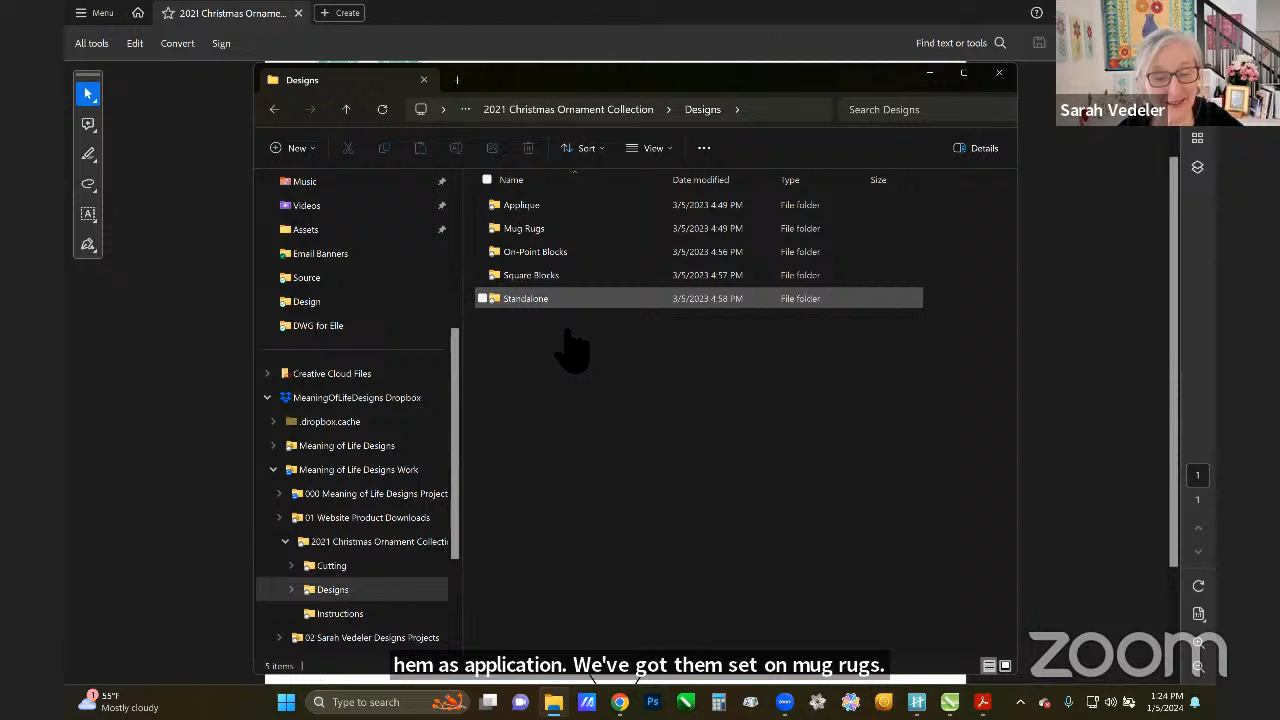 Menu
2021 Christmas Orname...
Create
All tools
Edit
Convert
Sign
Find text or tools
Sarah Vedeler
Designs
2021 Christmas Ornament Collection
Designs
Search Designs
New
Sort
View
Details
Name
Date modified
Type
Size
Applique
3/5/2023 4:49 PM
File folder
Mug Rugs
3/5/2023 4:49 PM
File folder
On-Point Blocks
3/5/2023 4:56 PM
File folder
Square Blocks
3/5/2023 4:57 PM
File folder
Standalone
3/5/2023 4:58 PM
File folder
Music
Videos
Assets
Email Banners
Source
Design
DWG for Elle
Creative Cloud Files
MeaningOfLifeDesigns Dropbox
.dropbox.cache
Meaning of Life Designs
Meaning of Life Designs Work
000 Meaning of Life Designs Project
01 Website Product Downloads
2021 Christmas Ornament Collecti
Cutting
Designs
Instructions
02 Sarah Vedeler Designs Projects
5 items
1
1
hem as application. We've got them set on mug rugs.
zoom
1
55°F
Mostly cloudy
Type to search
1:24 PM
1/5/2024